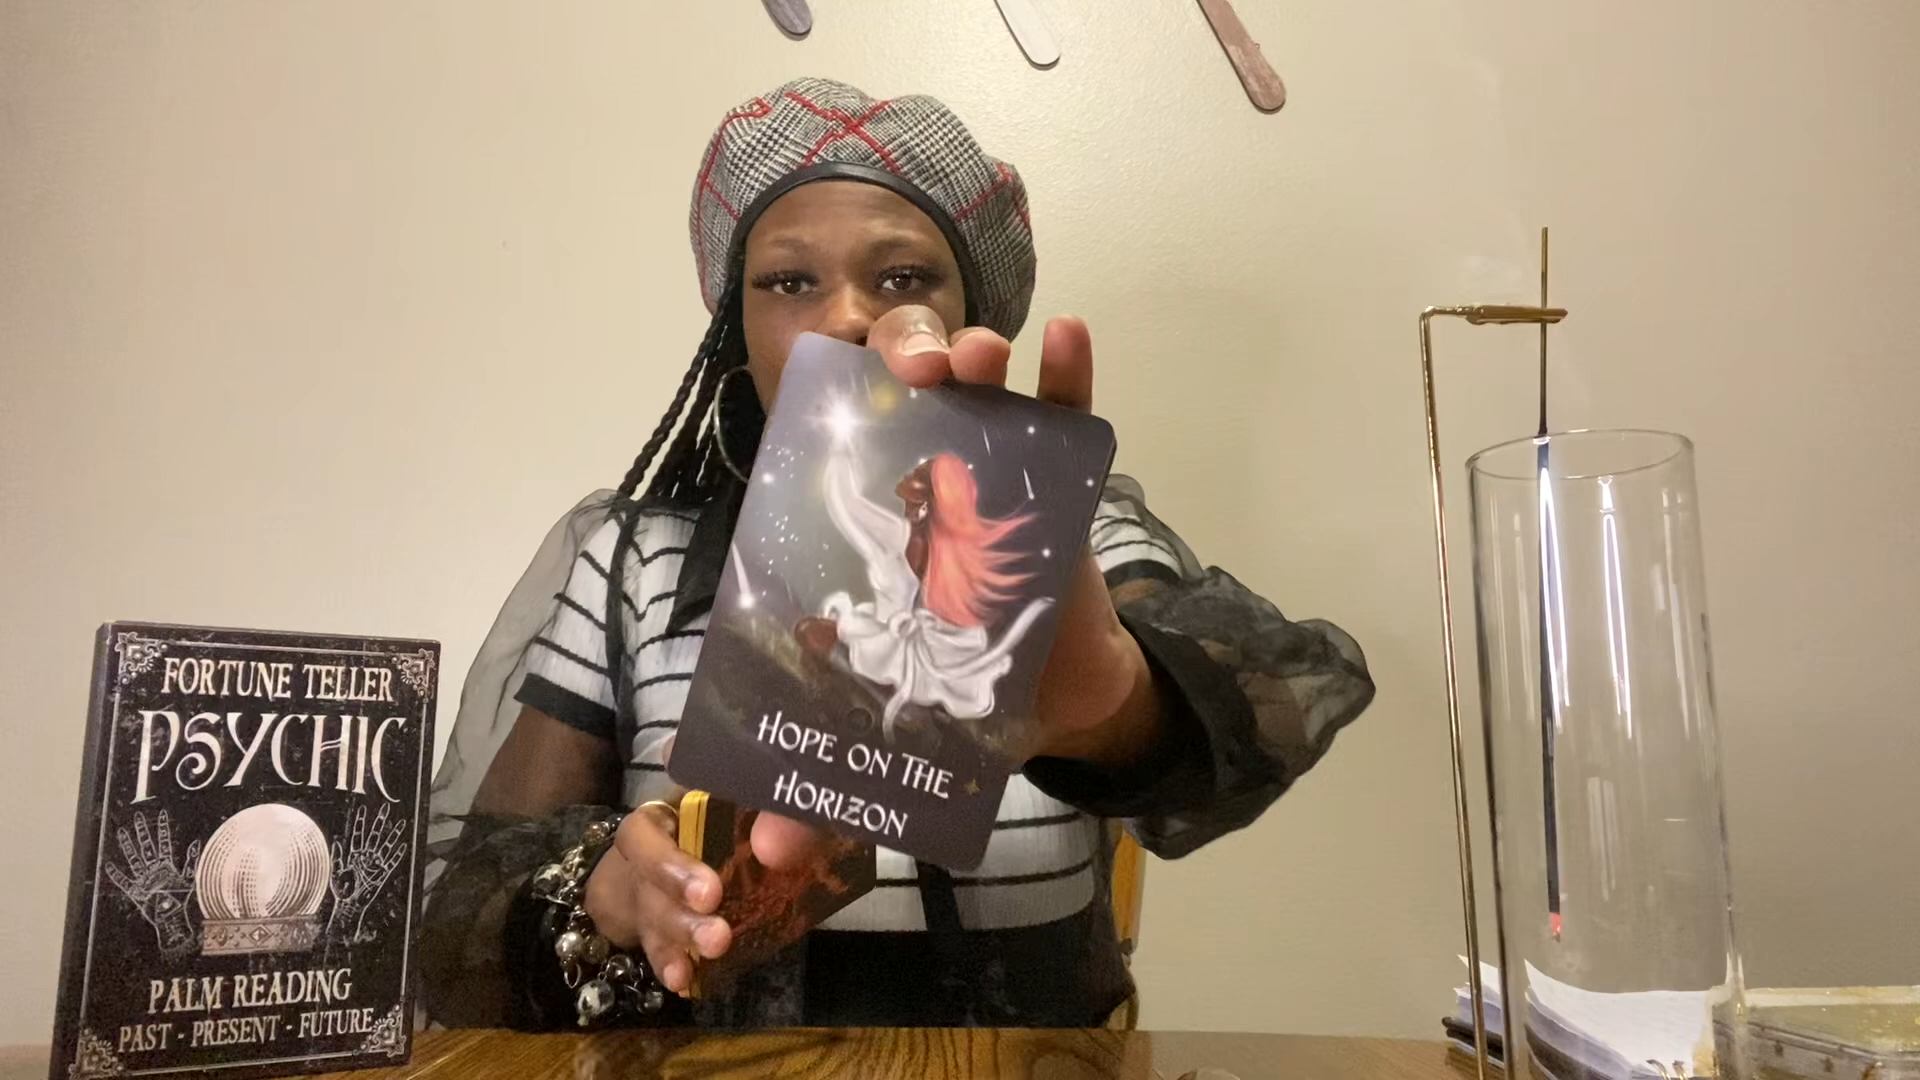 FORTUNE TELLER
PSYCHIC
PALM READING
PAST - PRESENT - FUTURE
HOPE ON THE
HORIZON